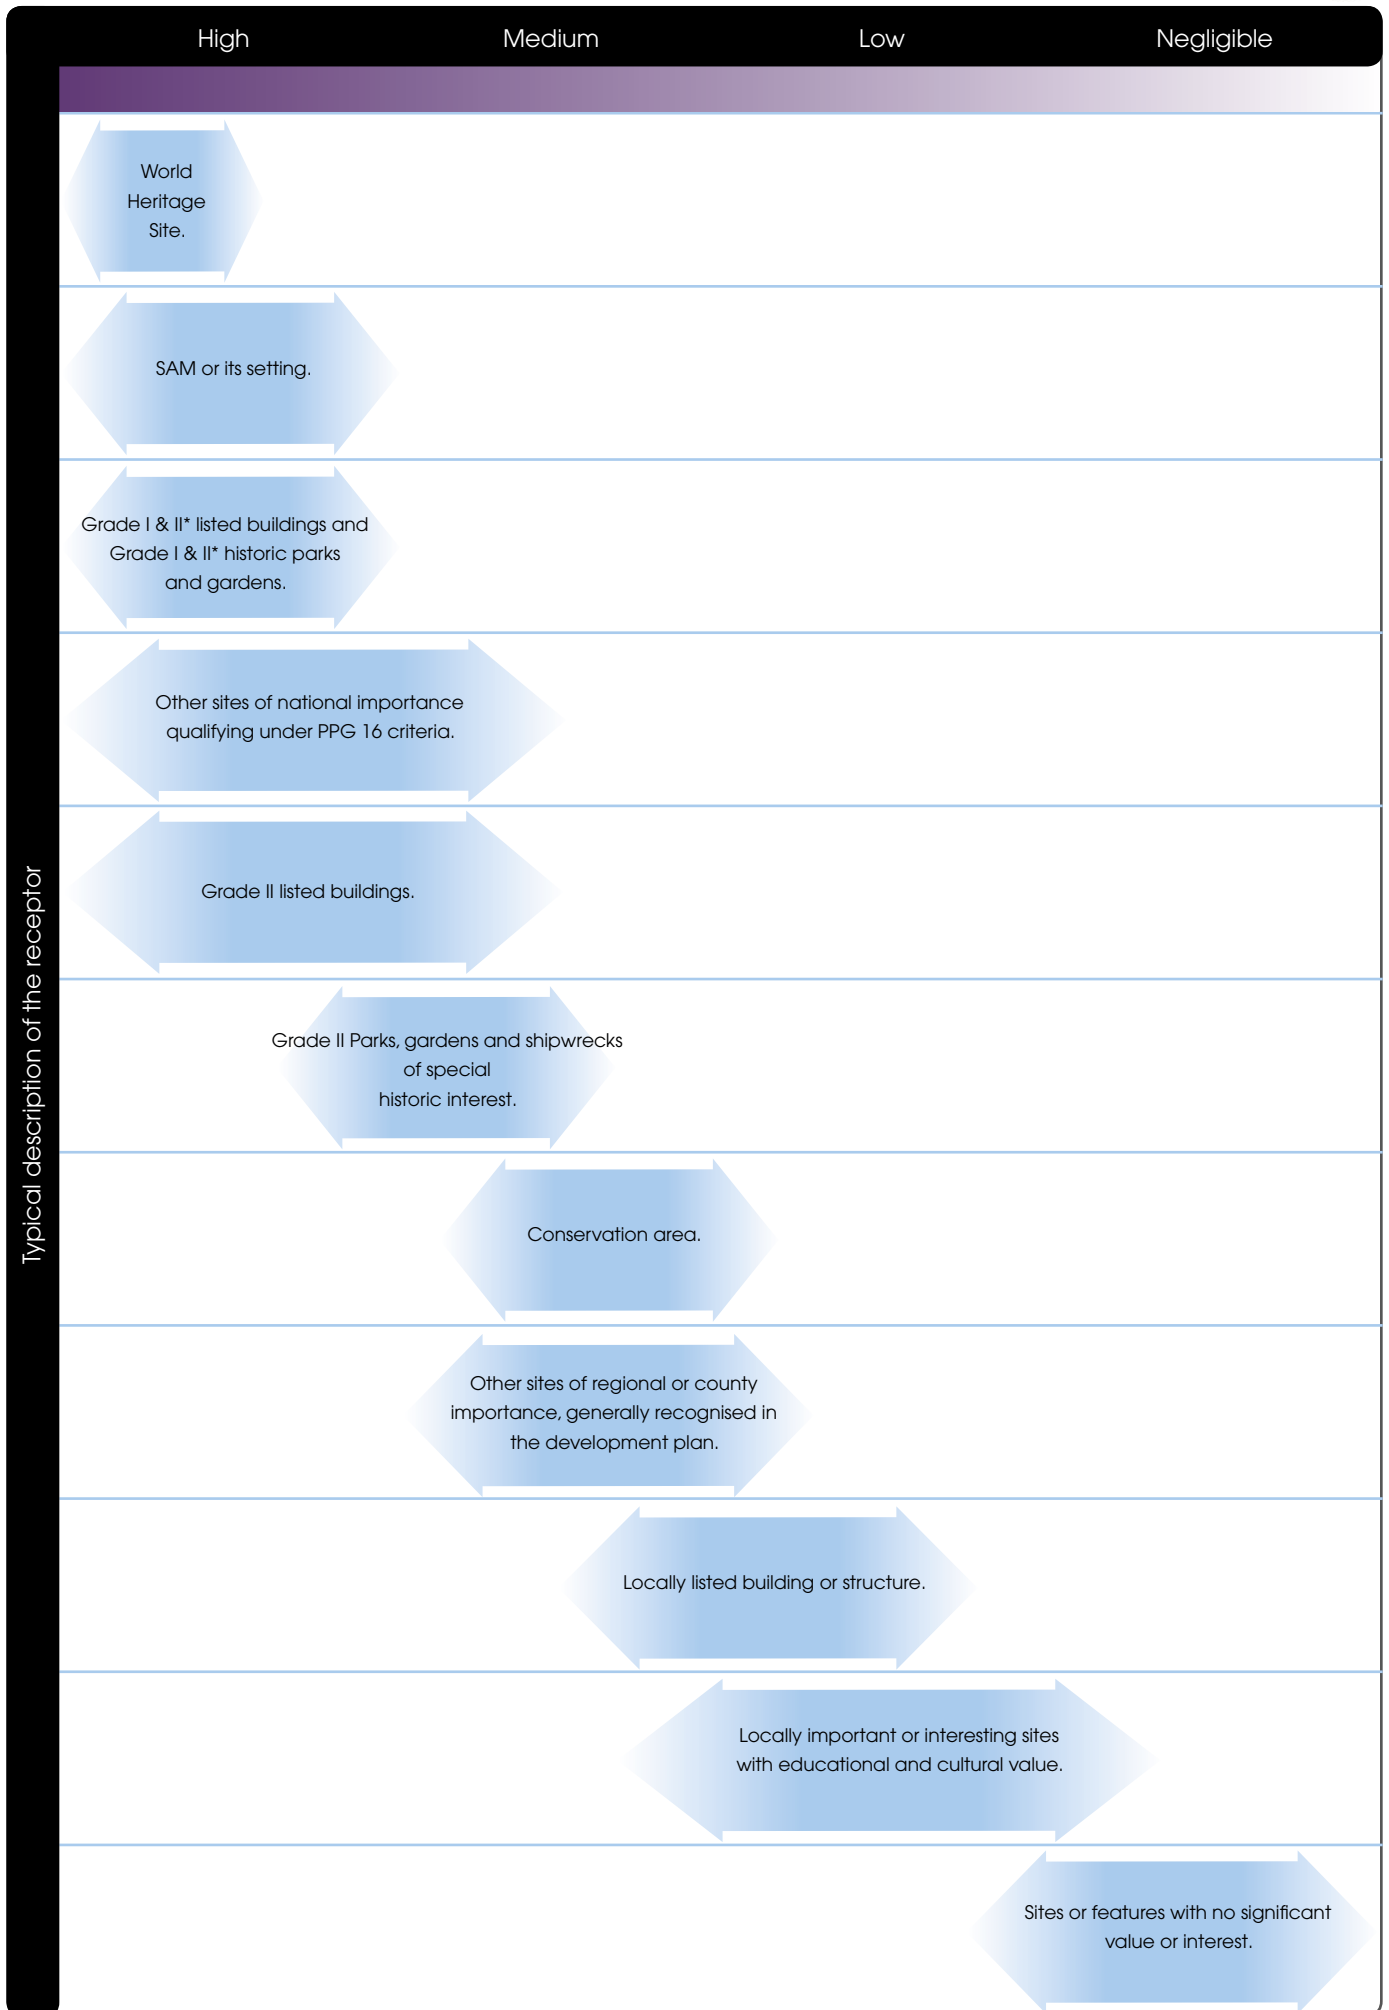 High Medium Low Negligible
Typical description of the receptor
World
Heritage
Site.
SAM or its setting.
Grade I & II* listed buildings and
Grade I & II* historic parks
and gardens.
Other sites of national importance
qualifying under PPG 16 criteria.
Grade II listed buildings.
Grade II Parks, gardens and shipwrecks
of special
historic interest.
Conservation area.
Other sites of regional or county
importance, generally recognised in
the development plan.
Locally listed building or structure.
Locally important or interesting sites
with educational and cultural value.
Sites or features with no significant
value or interest.